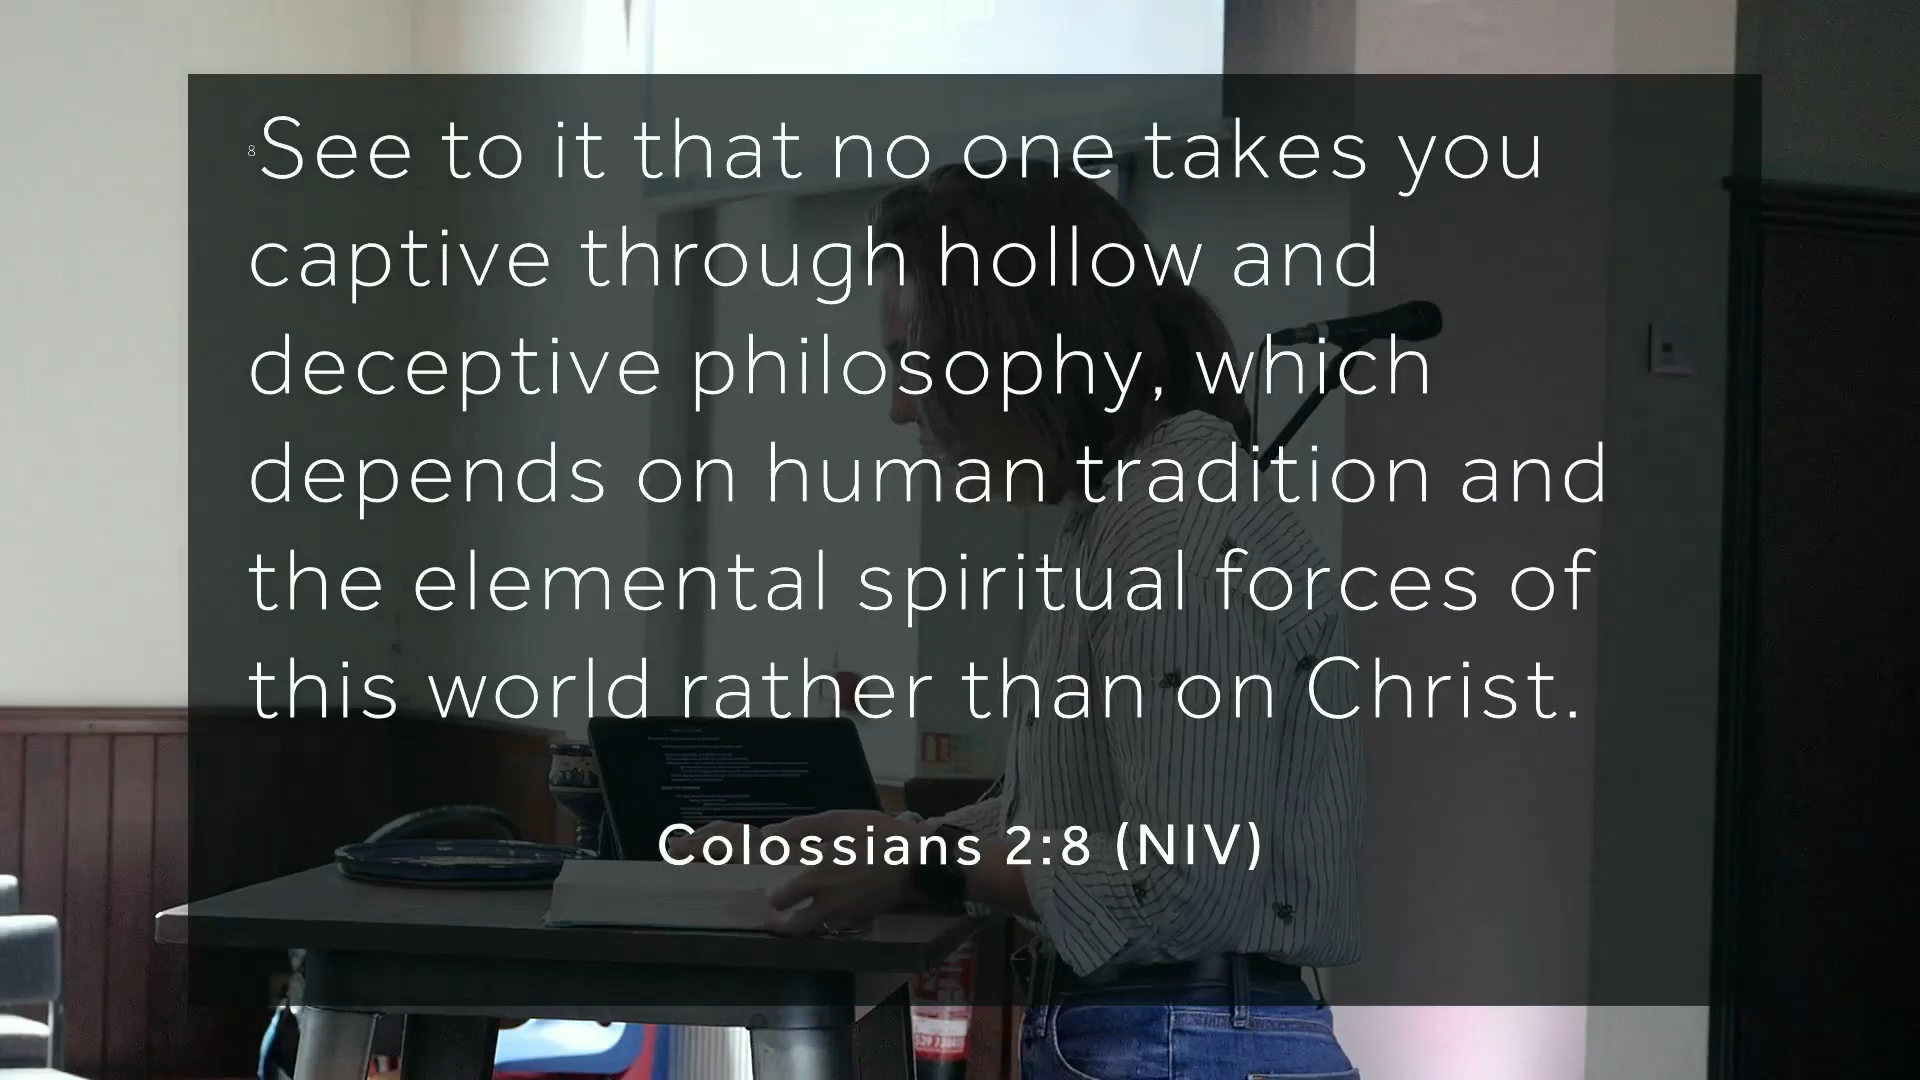 8See to it that no one takes you
captive through hollow and
deceptive philosophy, which
depends on human tradition and
the elemental spiritual forces of
this world rather than on Christ.
Colossians 2:8 (NIV)